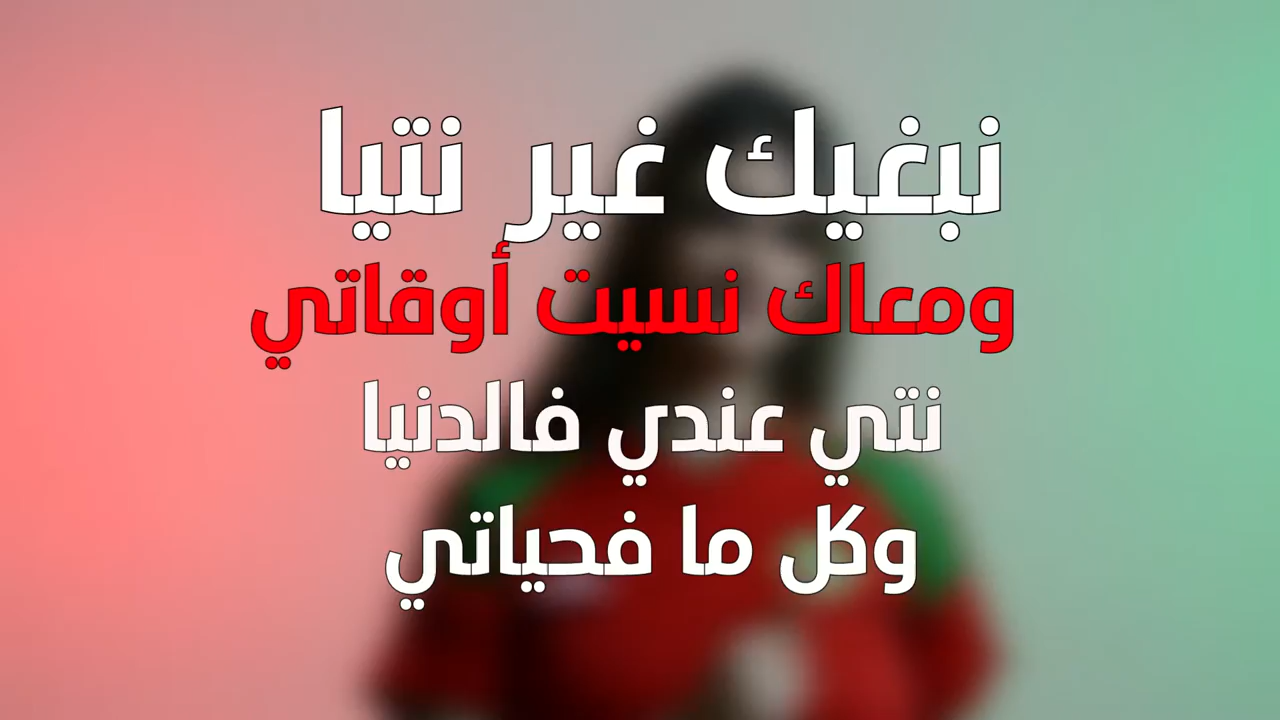 نبغيك غير نتيا
ومعاك نسيت أوقاتي
نتي عندي فالدنيا
وكل ما فحياتي